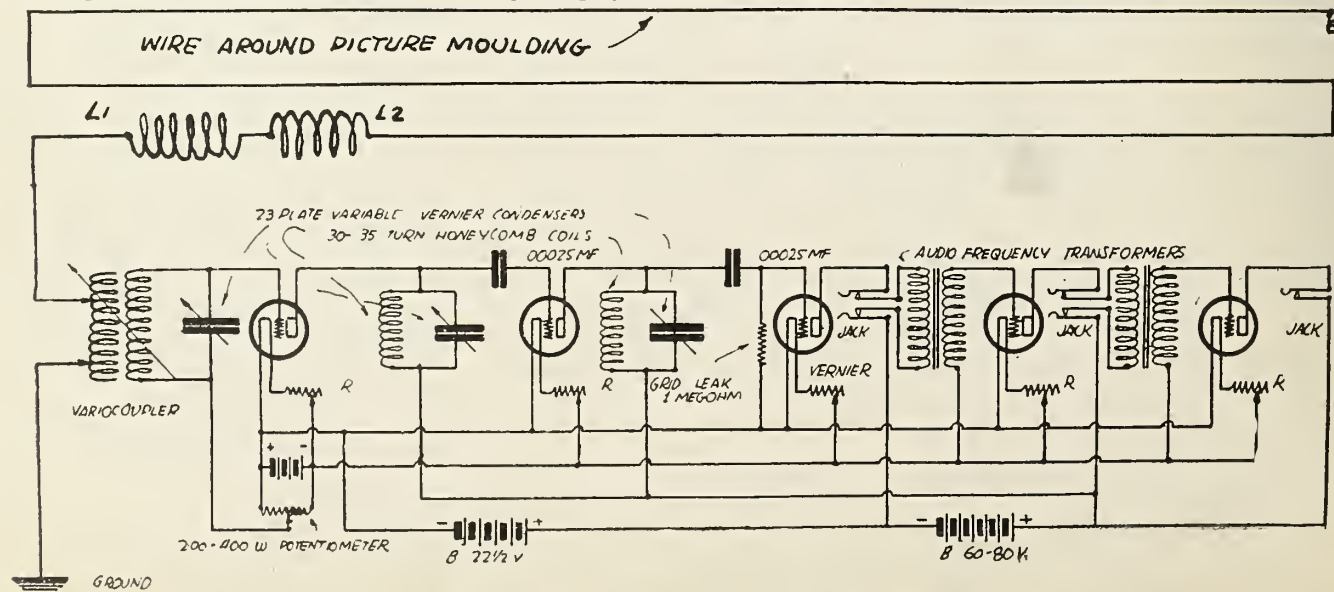 WIRE AROUND PICTURE MOULDING
L1
L2
23 PLATE VARIABLE VERNIER CONDENSERS
30-35 TURN HONEYCOMB COILS
.00025 MF
.00025 MF
AUDIO FREQUENCY TRANSFORMERS
VARIOCOUPLER
R
R
GRID LEAK
1 MEGOHM
JACK
VERNIER
R
JACK
R
JACK
+ -
200-400 W POTENTIOMETER
- +
B 22 1/2 V
- +
B 60-80 V.
GROUND